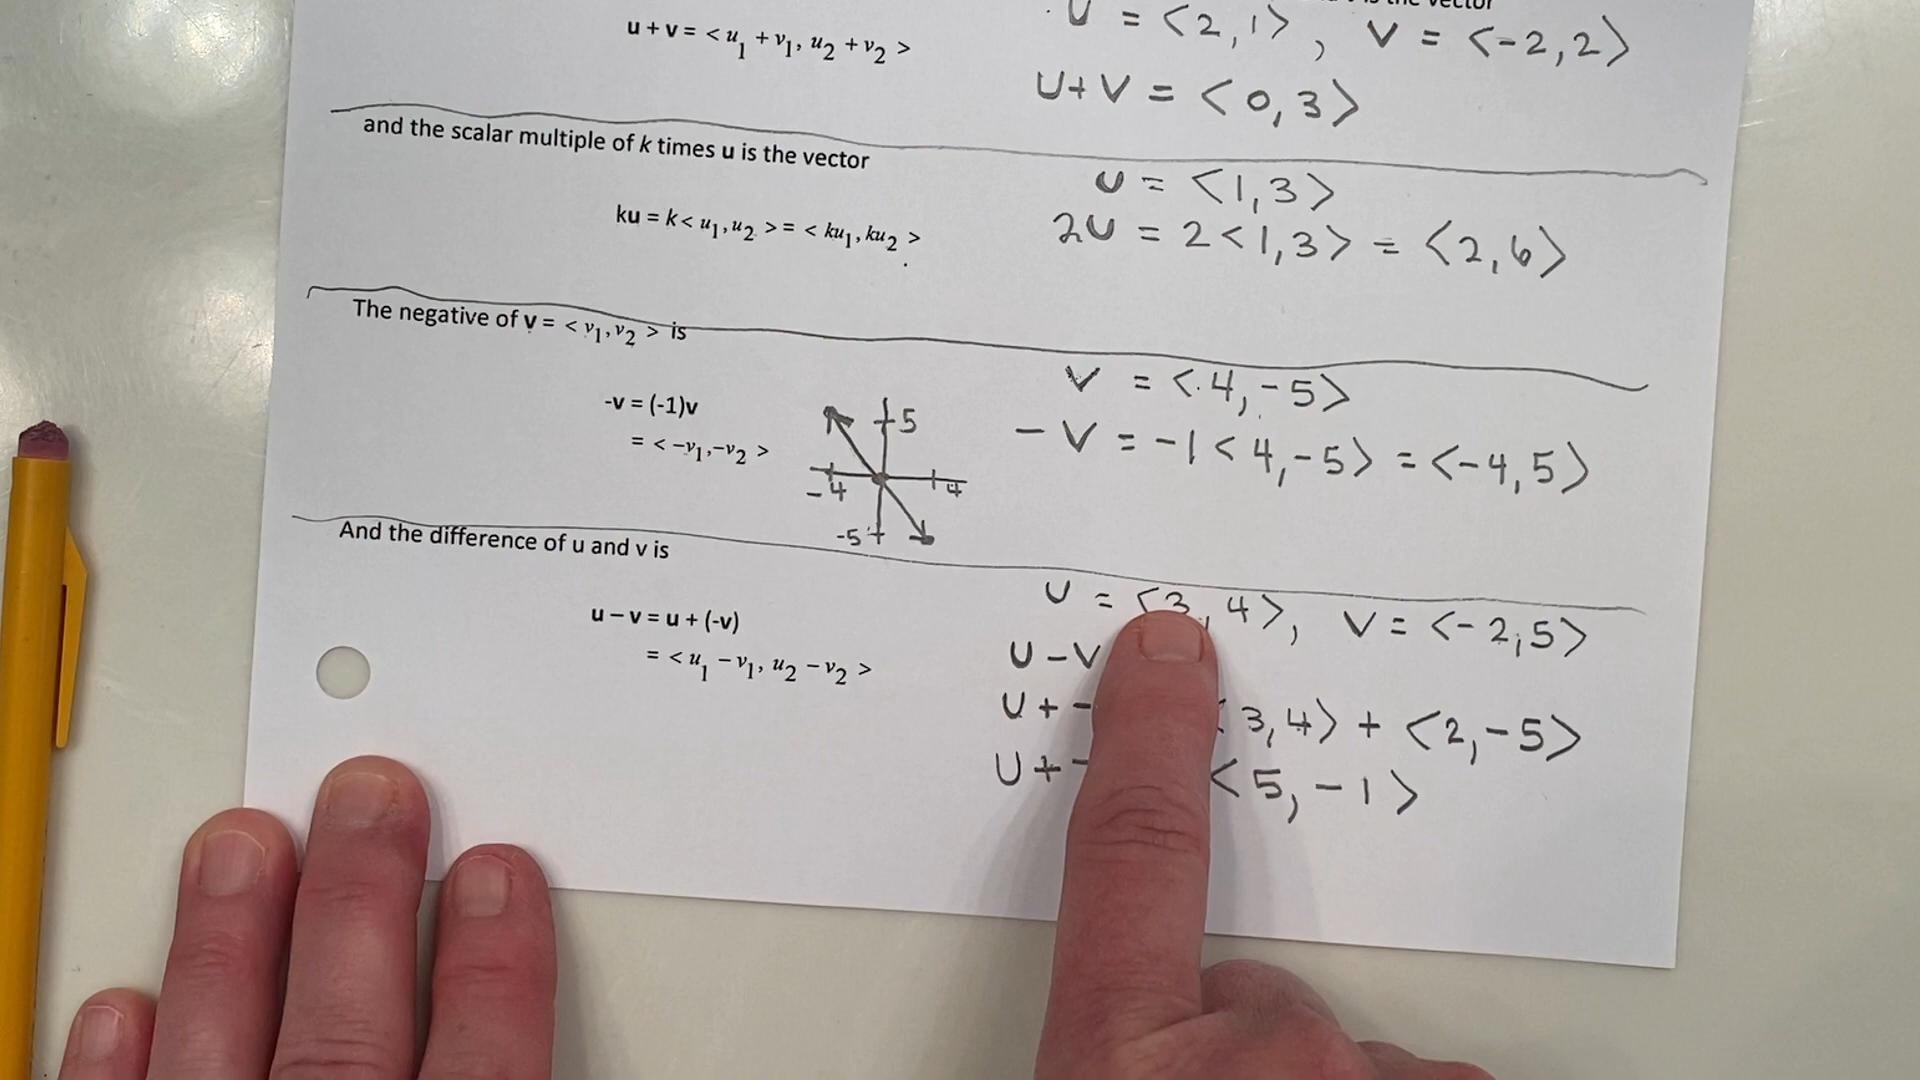 is the vector
u + v = < u1 + v1, u2 + v2 >
U = <2, 1>, V = <-2, 2>
U+V = <0, 3>
and the scalar multiple of k times u is the vector
U = <1, 3>
ku = k< u1, u2 > = < ku1, ku2 >
.
2U = 2<1, 3> = <2, 6>
The negative of v = < v1, v2 > is
V = <4, -5>
-v = (-1)v
= < -v1, -v2 >
5
-4
4
-5
-V = -1<4, -5> = <-4, 5>
And the difference of u and v is
U = <3, 4>, V = <-2, 5>
u – v = u + (-v)
= < u1 - v1, u2 - v2 >
U-V
U+- 3, 4> + <2, -5>
U+- <5, -1>